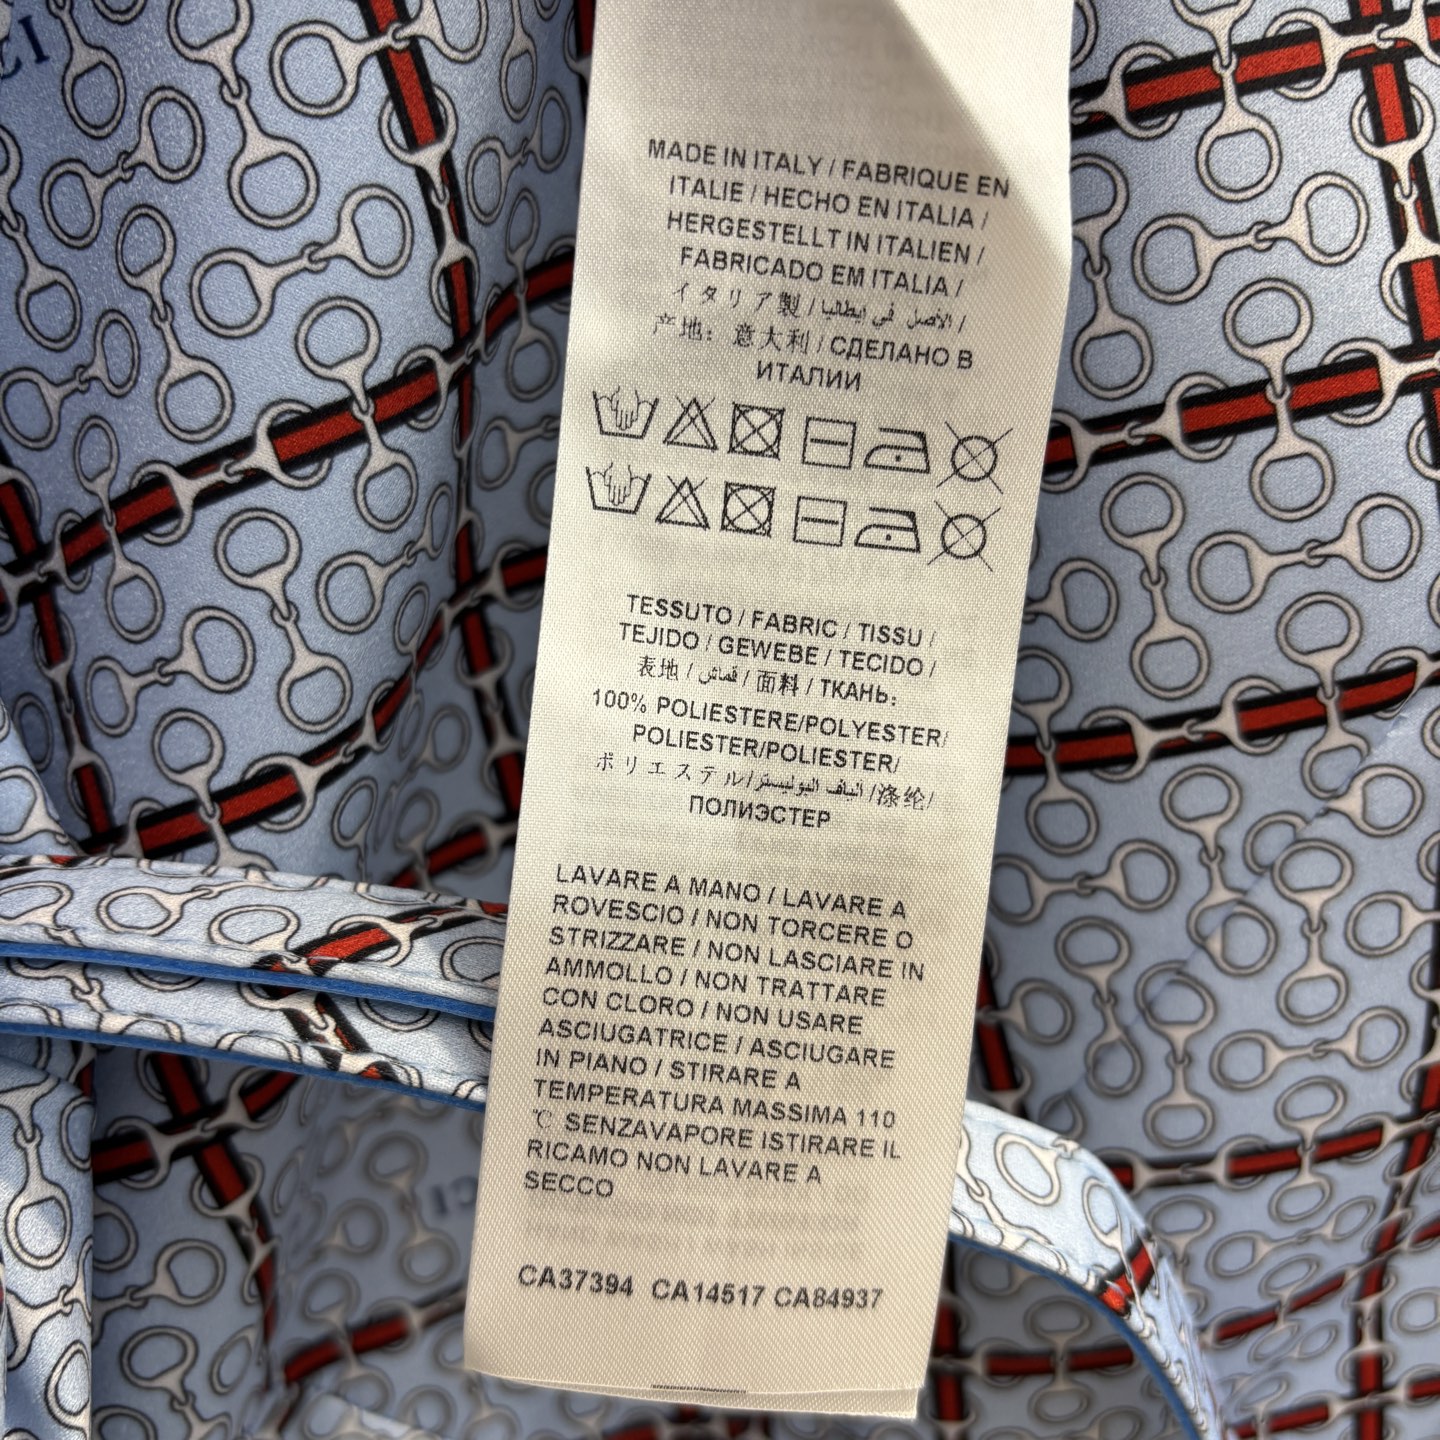 MADE IN ITALY / FABRIQUE EN
ITALIE / HECHO EN ITALIA /
HERGESTELLT IN ITALIEN /
FABRICADO EM ITALIA /
イタリア製 / الأصل في إيطاليا /
产地：意大利 / СДЕЛАНО В
ИТАЛИИ
TESSUTO / FABRIC / TISSU /
TEJIDO / GEWEBE / TECIDO /
表地 / قماش / 面料 / ТКАНЬ:
100% POLIESTERE/POLYESTER/
POLIESTER/POLIESTER/
ポリエステル/الياف البوليستر/涤纶/
ПОЛИЭСТЕР
LAVARE A MANO / LAVARE A
ROVESCIO / NON TORCERE O
STRIZZARE / NON LASCIARE IN
AMMOLLO / NON TRATTARE
CON CLORO / NON USARE
ASCIUGATRICE / ASCIUGARE
IN PIANO / STIRARE A
TEMPERATURA MASSIMA 110
℃ SENZAVAPORE ISTIRARE IL
RICAMO NON LAVARE A
SECCO
CA37394 CA14517 CA84937